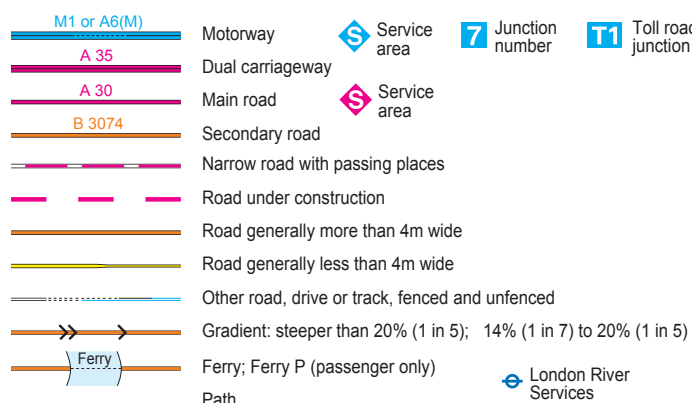 M1 or A6(M)
Motorway
S Service area
7 Junction number
T1 Toll road junction
A 35
Dual carriageway
A 30
Main road
S Service area
B 3074
Secondary road
Narrow road with passing places
Road under construction
Road generally more than 4m wide
Road generally less than 4m wide
Other road, drive or track, fenced and unfenced
Gradient: steeper than 20% (1 in 5); 14% (1 in 7) to 20% (1 in 5)
Ferry
Ferry; Ferry P (passenger only)
London River
Services
Path